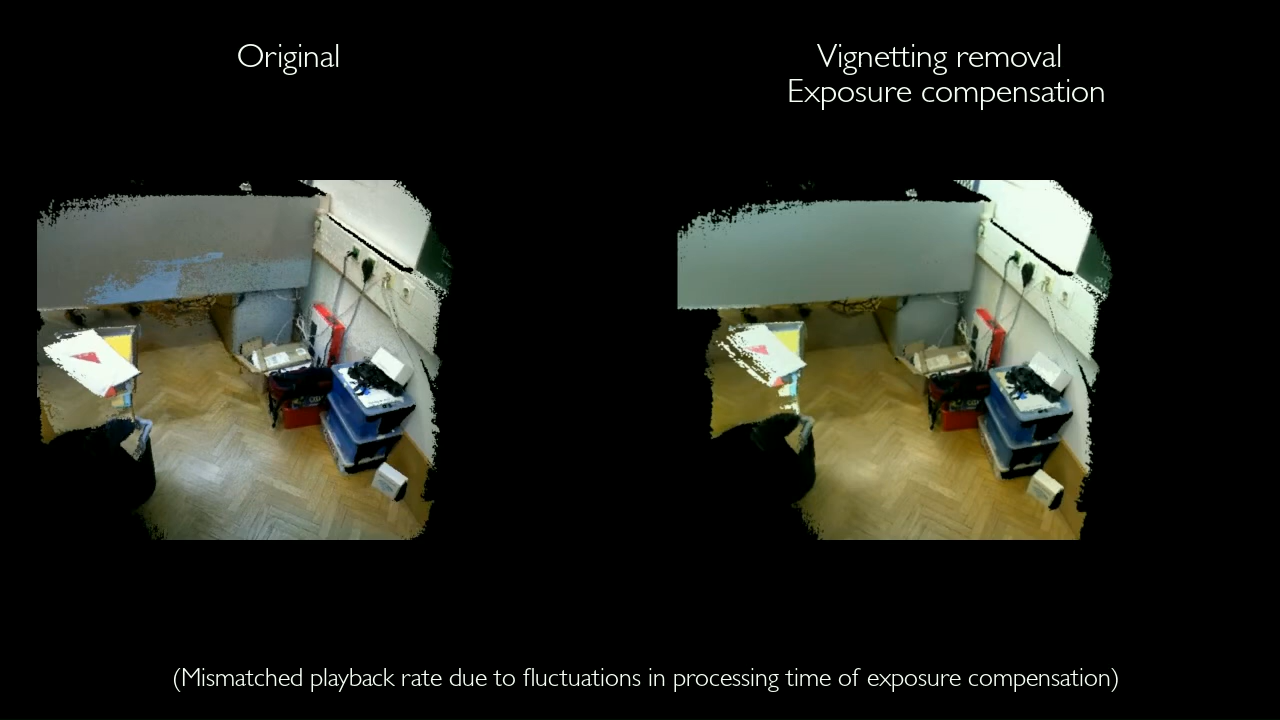 Original
Vignetting removal
Exposure compensation
(Mismatched playback rate due to fluctuations in processing time of exposure compensation)